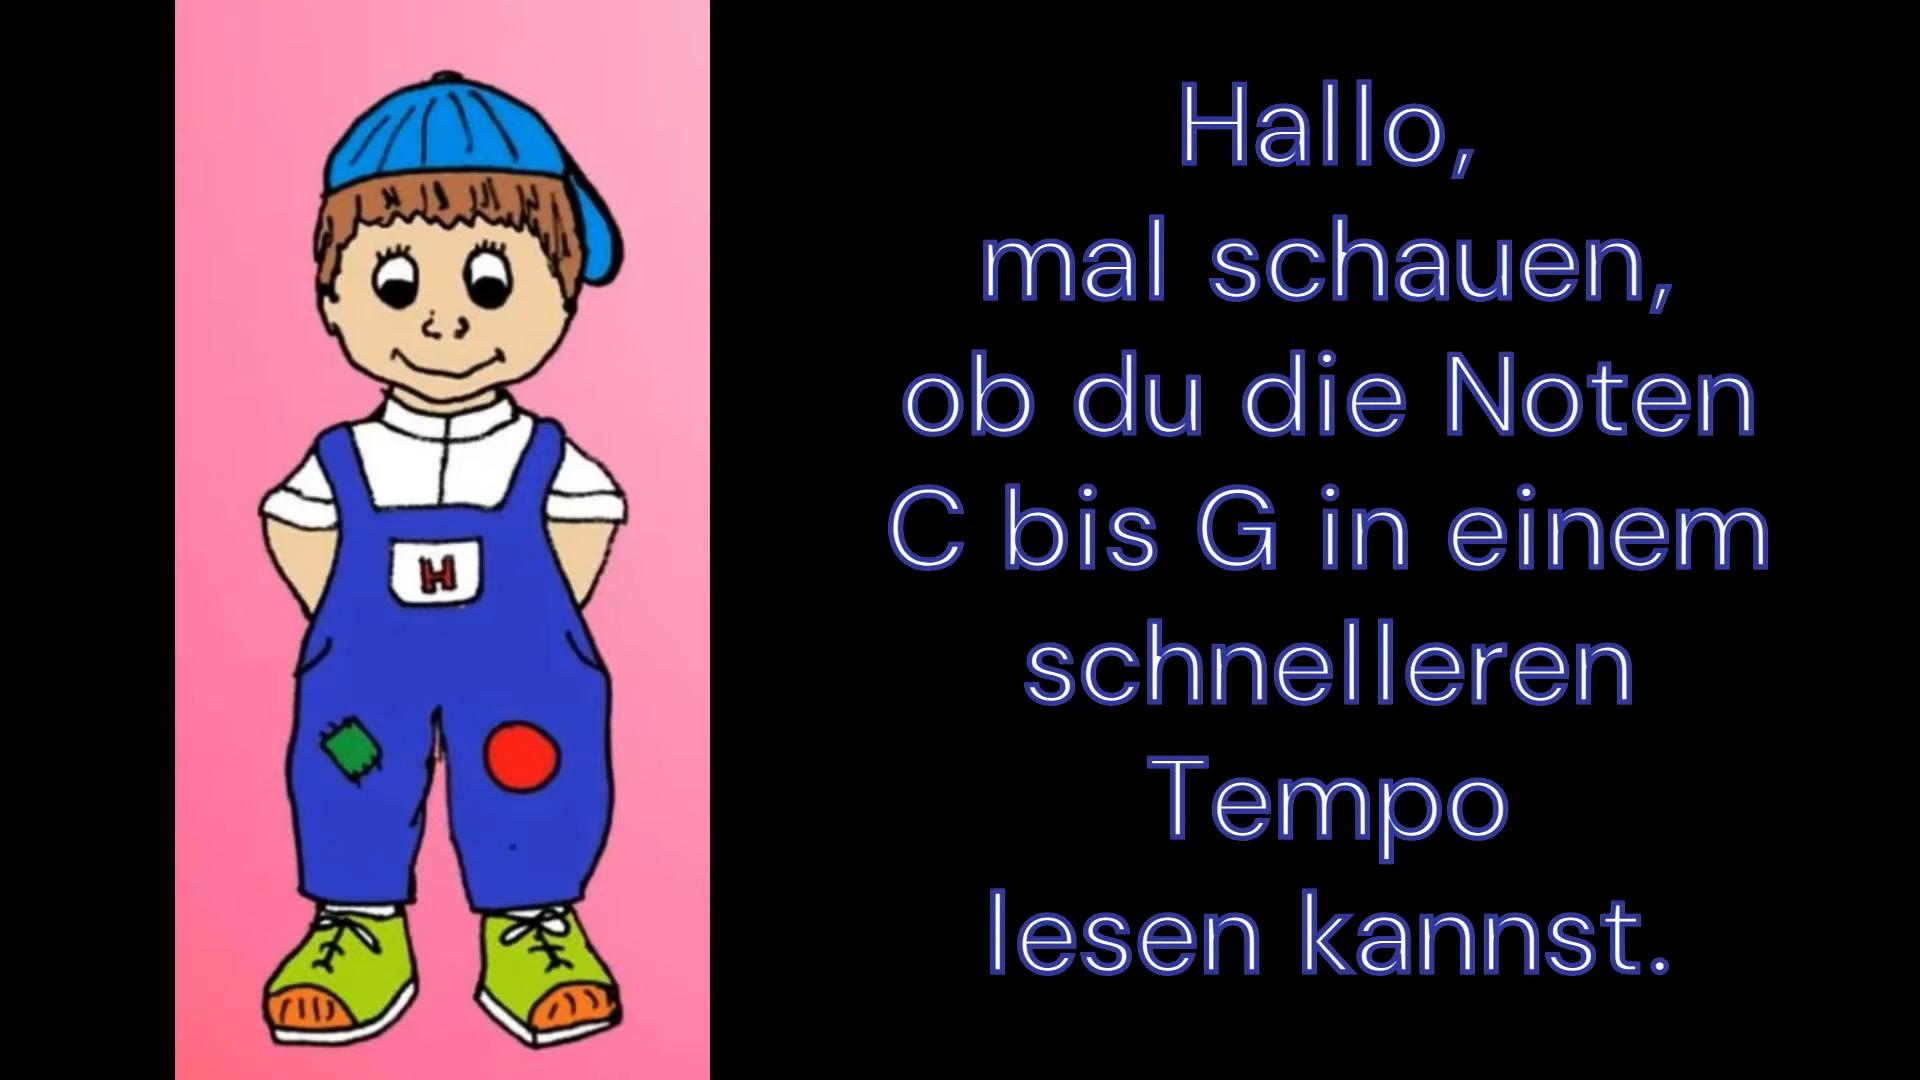 Hallo,
mal schauen,
ob du die Noten
C bis G in einem
schnelleren
Tempo
lesen kannst.
H